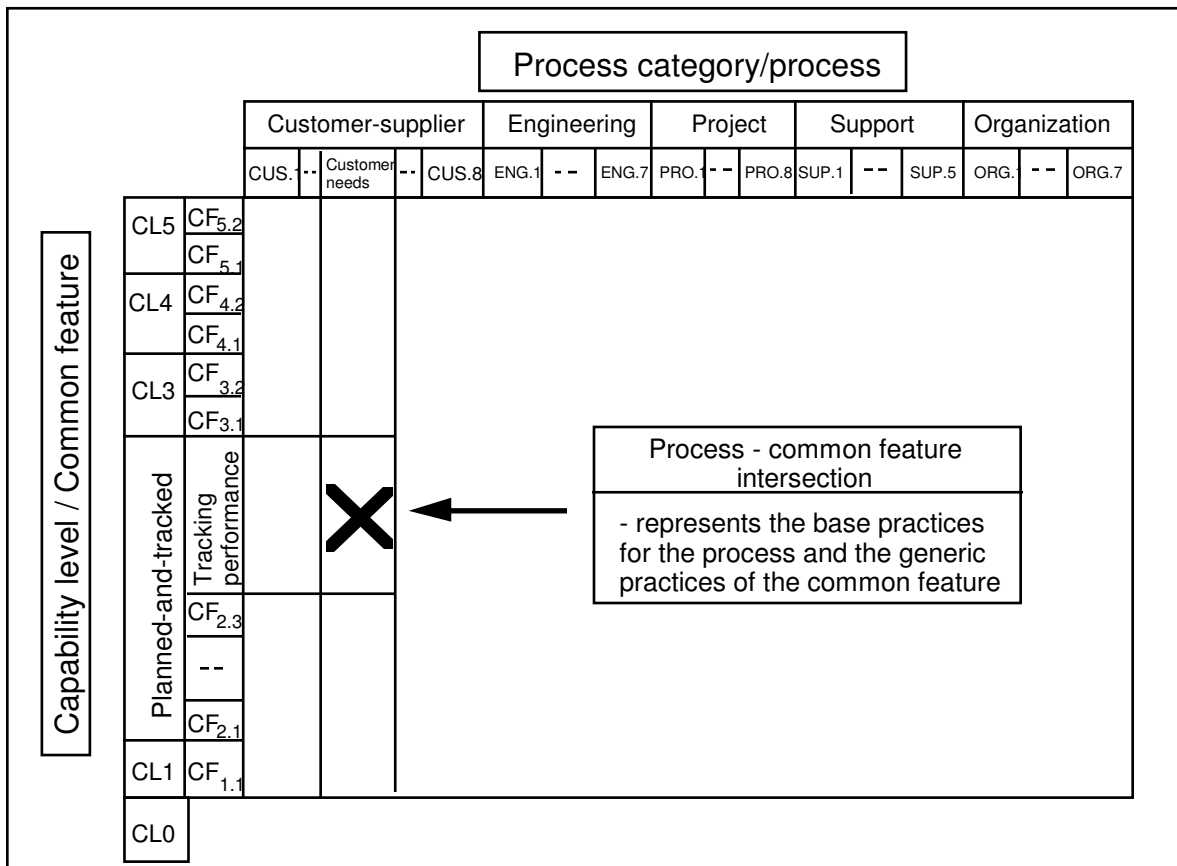 Process category/process
Customer-supplier Engineering Project Support Organization
CUS.1 -- Customer needs -- CUS.8 ENG.1 -- ENG.7 PRO.1 -- PRO.8 SUP.1 -- SUP.5 ORG.1 -- ORG.7
Capability level / Common feature
CL5 CF5.2
CF5.1
CL4 CF4.2
CF4.1
CL3 CF3.2
CF3.1
Planned-and-tracked
Tracking
performance
CF2.3
--
CF2.1
CL1 CF1.1
CL0
Process - common feature
intersection
- represents the base practices
for the process and the generic
practices of the common feature